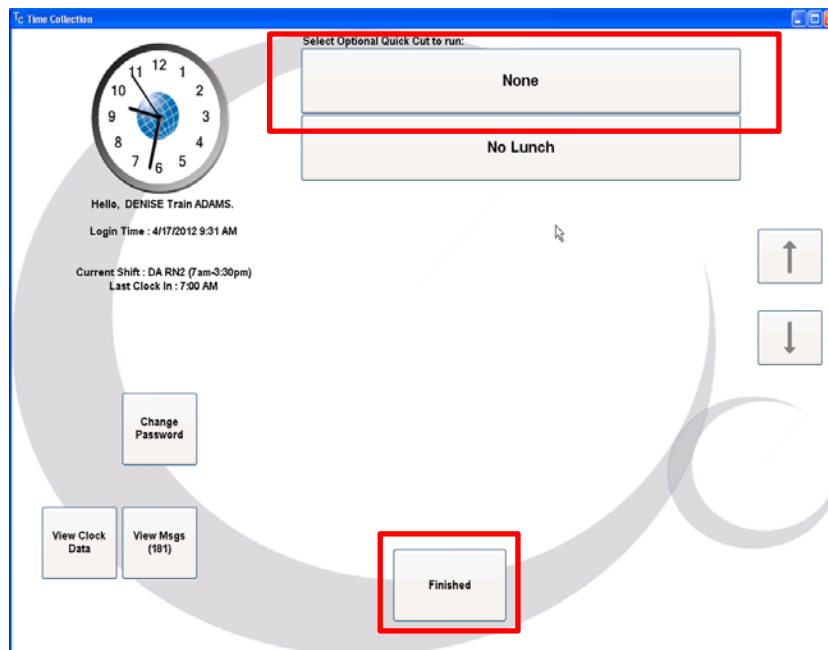 TC Time Collection
Select Optional Quick Cut to run:
None
No Lunch
12
11
1
10
2
9
3
8
4
7
5
6
Hello, DENISE Train ADAMS.
Login Time : 4/17/2012 9:31 AM
Current Shift : DA RN2 (7am-3:30pm)
Last Clock In : 7:00 AM
Change
Password
View Clock
Data
View Msgs
(181)
Finished